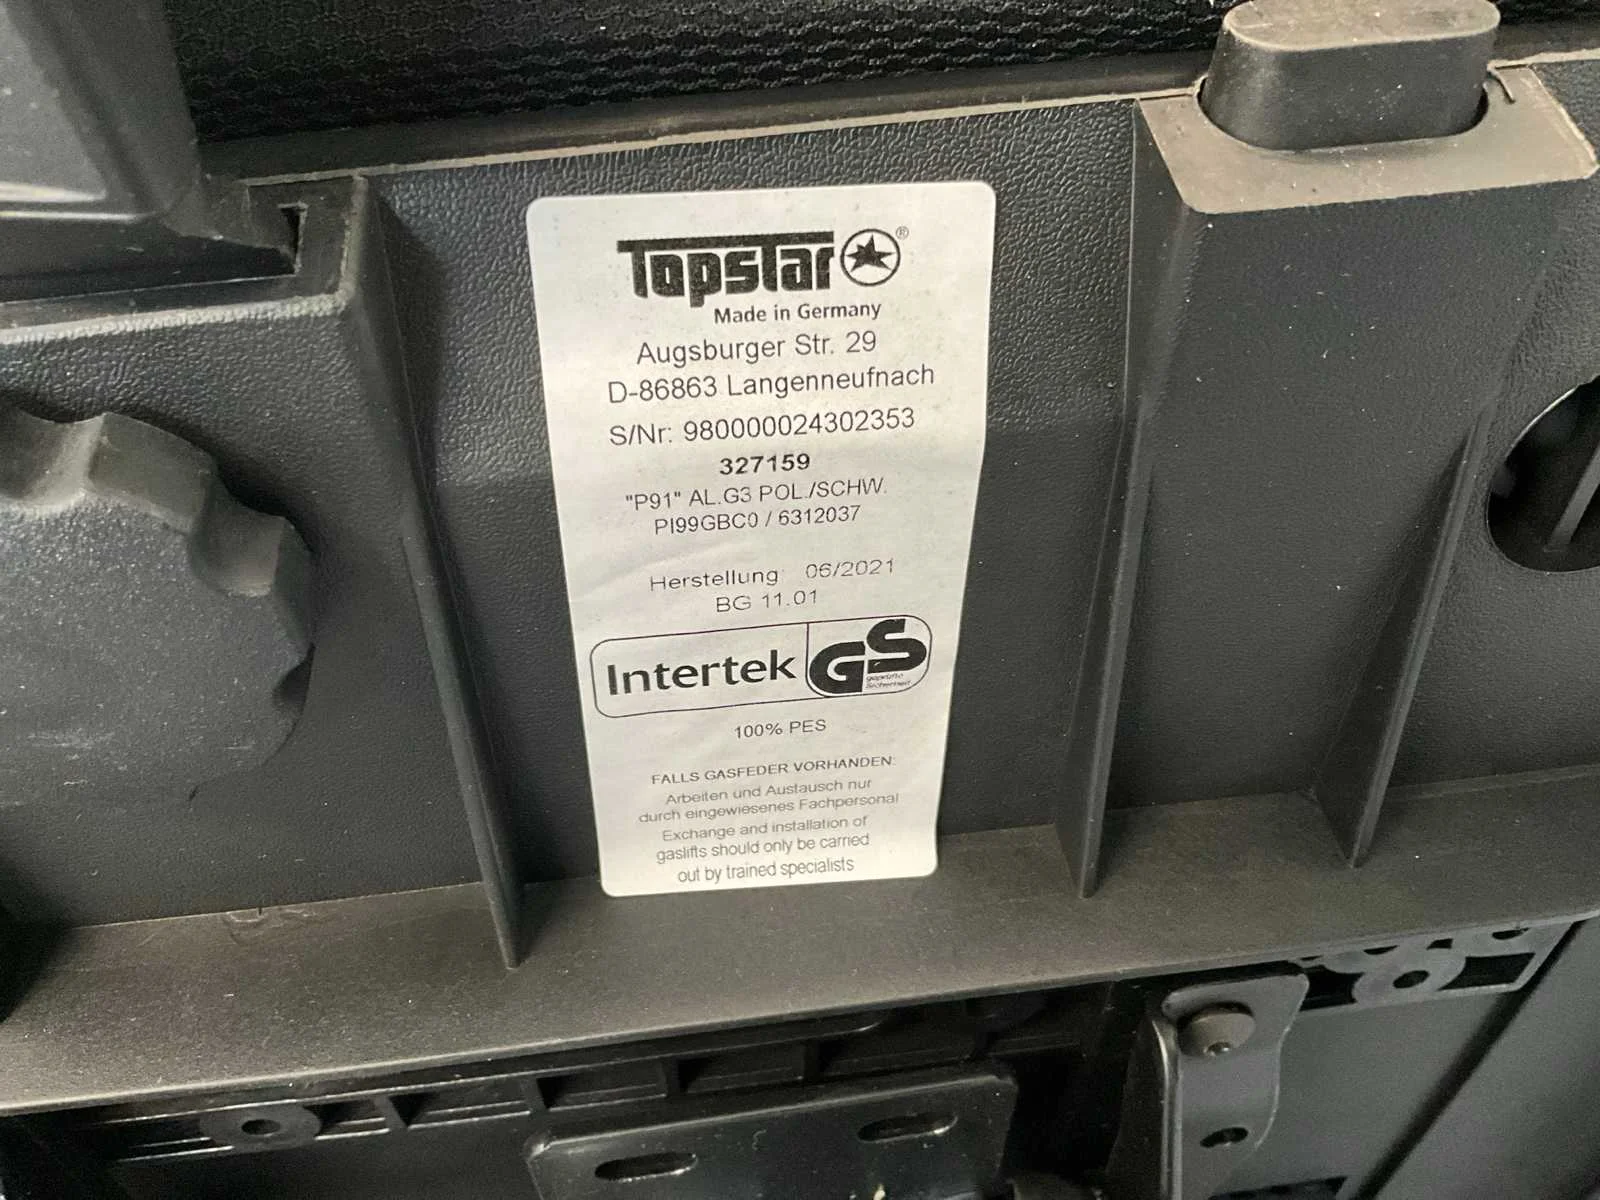 Topstar ®
Made in Germany
Augsburger Str. 29
D-86863 Langenneufnach
S/Nr: 980000024302353
327159
"P91" AL.G3 POL./SCHW.
PI99GBC0 / 6312037
Herstellung: 06/2021
BG 11.01
Intertek GS
geprüfte
Sicherheit
100% PES
FALLS GASFEDER VORHANDEN:
Arbeiten und Austausch nur
durch eingewiesenes Fachpersonal
Exchange and installation of
gaslifts should only be carried
out by trained specialists